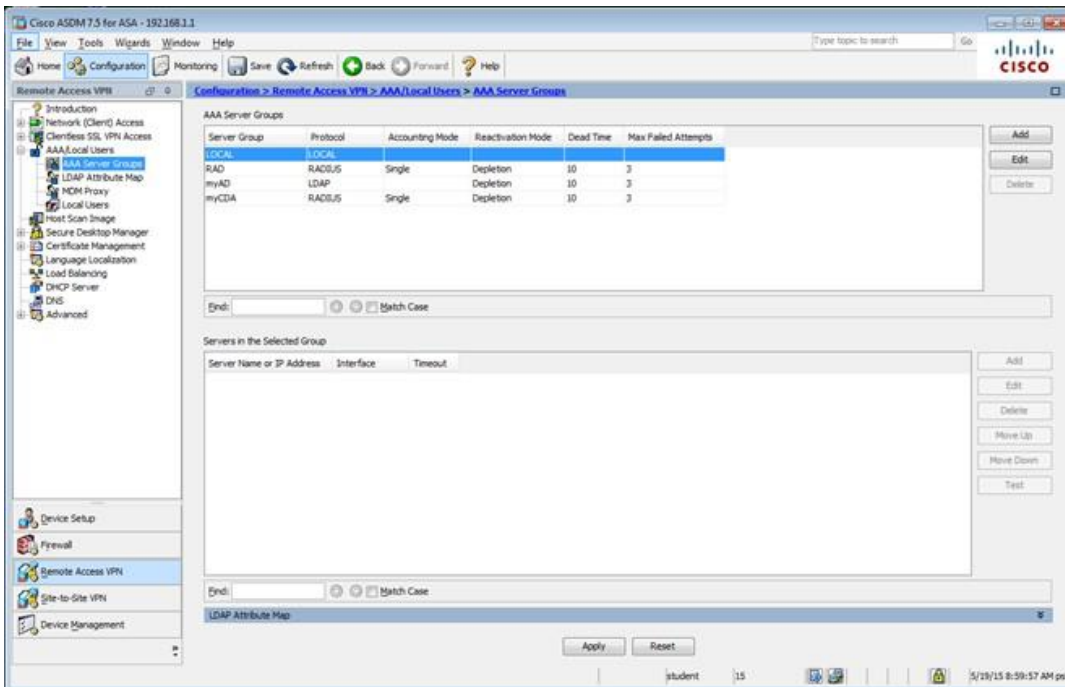 Cisco ASDM 7.5 for ASA - 192.168.1.1
File View Tools Wizards Window Help
Type topic to search Go
Home Configuration Monitoring Save Refresh Back Forward Help
CISCO
Remote Access VPN
Introduction
Network (Client) Access
Clientless SSL VPN Access
AAA/Local Users
AAA Server Groups
LDAP Attribute Map
MDM Proxy
Local Users
Host Scan Image
Secure Desktop Manager
Certificate Management
Language Localization
Load Balancing
DHCP Server
DNS
Advanced
Device Setup
Firewall
Remote Access VPN
Site-to-Site VPN
Device Management
Configuration > Remote Access VPN > AAA/Local Users > AAA Server Groups
AAA Server Groups
Server Group Protocol Accounting Mode Reactivation Mode Dead Time Max Failed Attempts
LOCAL LOCAL
RAD RADIUS Single Depletion 10 3
myAD LDAP Depletion 10 3
myCDA RADIUS Single Depletion 10 3
Add
Edit
Delete
Find: Match Case
Servers in the Selected Group
Server Name or IP Address Interface Timeout
Add
Edit
Delete
Move Up
Move Down
Test
Find: Match Case
LDAP Attribute Map
Apply Reset
student 15 5/19/15 8:59:57 AM